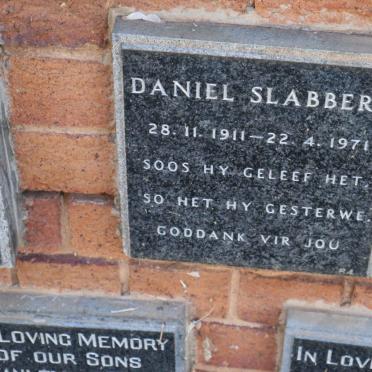 DANIEL SLABBER
28.11.1911—22.4.1971
SOOS HY GELEEF HET,
SO HET HY GESTERWE.
GODDANK VIR JOU
LOVING MEMORY
OF OUR SONS
IN